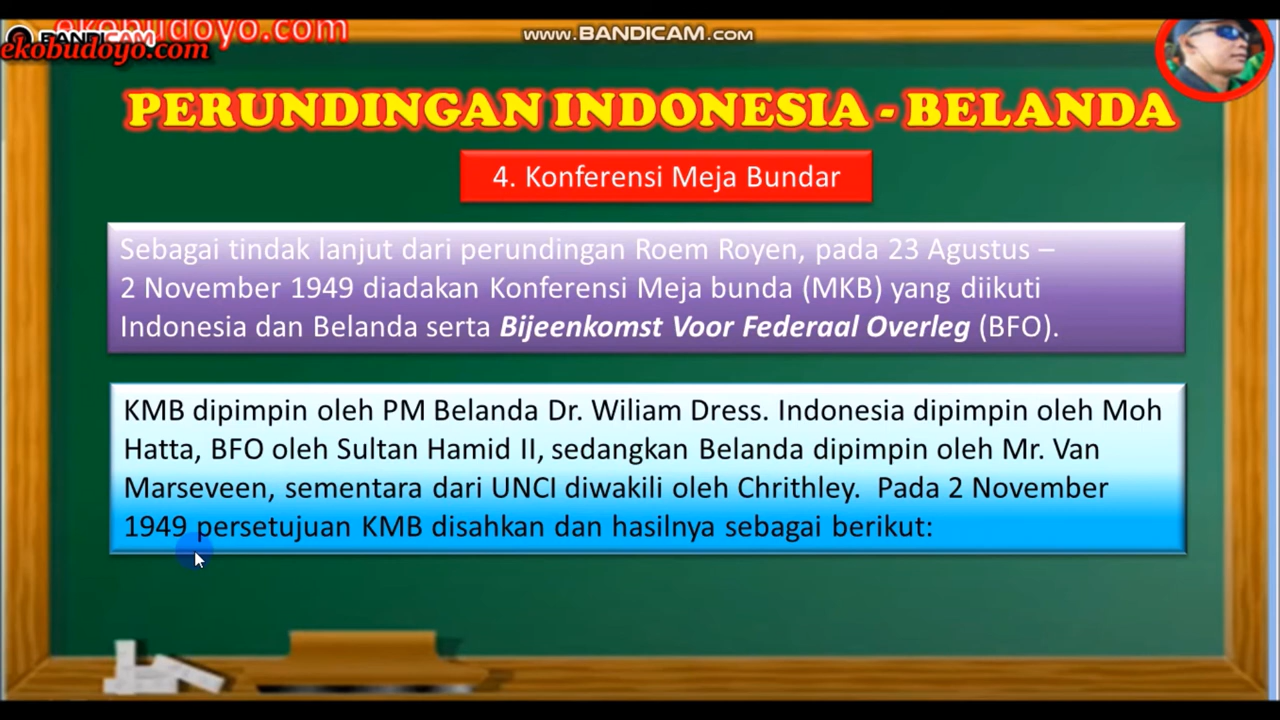 ekobudoyo.com
BANDICAM
ekobudoyo.com
www.BANDICAM.com
PERUNDINGAN INDONESIA - BELANDA
4. Konferensi Meja Bundar
Sebagai tindak lanjut dari perundingan Roem Royen, pada 23 Agustus –
2 November 1949 diadakan Konferensi Meja bunda (MKB) yang diikuti
Indonesia dan Belanda serta Bijeenkomst Voor Federaal Overleg (BFO).
KMB dipimpin oleh PM Belanda Dr. Wiliam Dress. Indonesia dipimpin oleh Moh
Hatta, BFO oleh Sultan Hamid II, sedangkan Belanda dipimpin oleh Mr. Van
Marseveen, sementara dari UNCI diwakili oleh Chrithley. Pada 2 November
1949 persetujuan KMB disahkan dan hasilnya sebagai berikut: